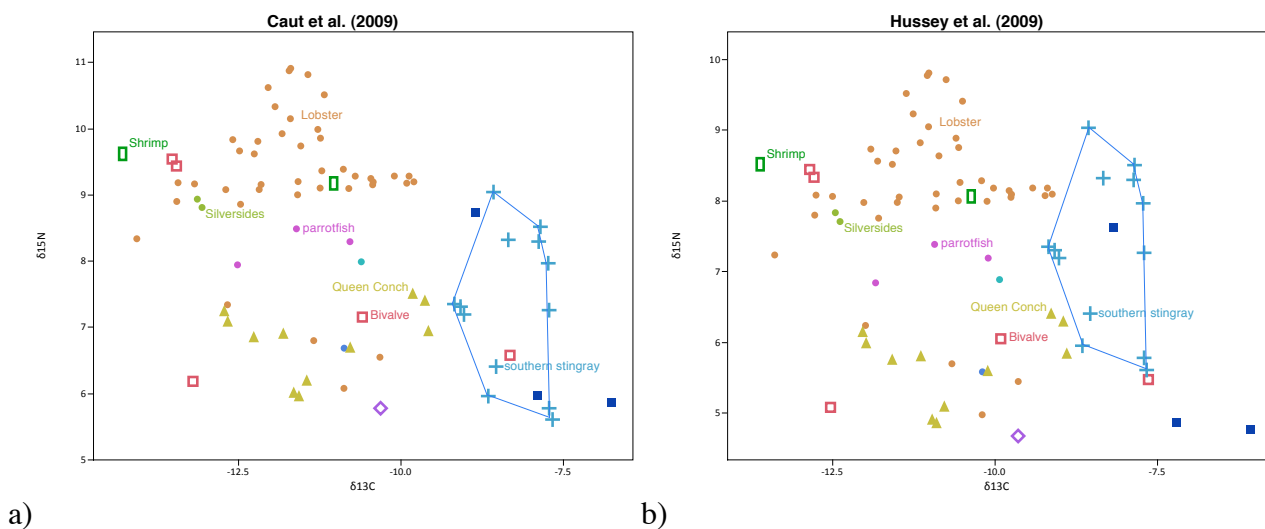 Caut et al. (2009)
11
10
9
8
7
6
5
δ15N
Lobster
Shrimp
Silversides
parrotfish
Queen Conch
Bivalve
southern stingray
-12.5
-10.0
-7.5
δ13C
a)
Hussey et al. (2009)
10
9
8
7
6
5
δ15N
Lobster
Shrimp
Silversides
parrotfish
Queen Conch
southern stingray
Bivalve
-12.5
-10.0
-7.5
δ13C
b)